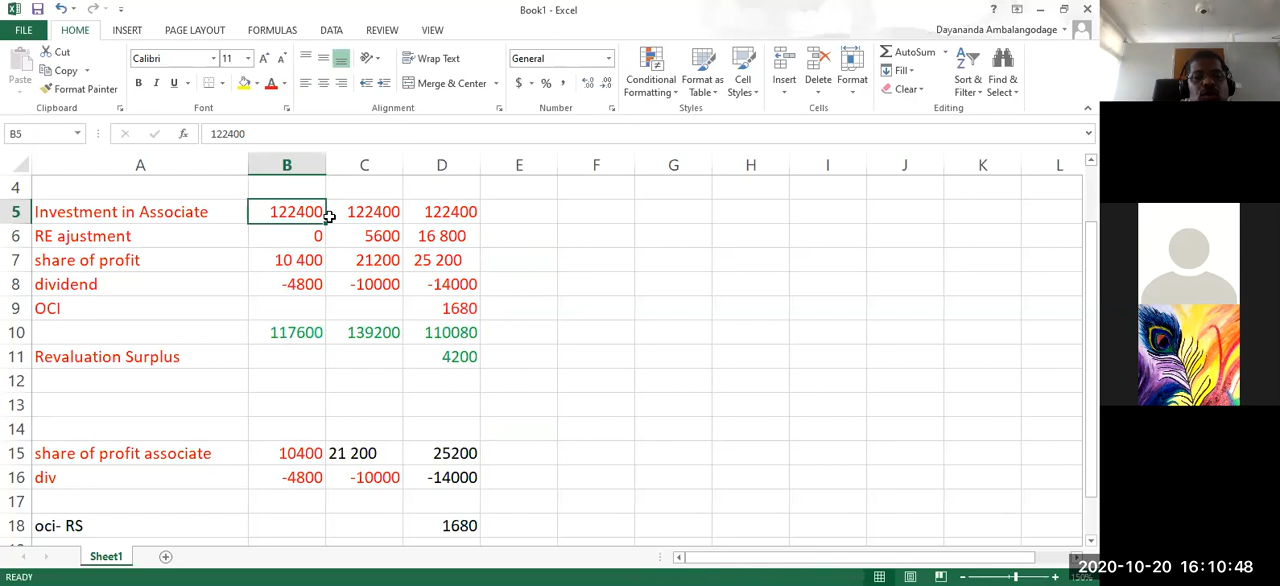 Book1 - Excel
FILE HOME INSERT PAGE LAYOUT FORMULAS DATA REVIEW VIEW Dayananda Ambalangodage
Paste
Cut
Copy
Format Painter
Clipboard
Calibri 11
B I U
Font
Wrap Text
Merge & Center
Alignment
General
$ % ,
Number
Conditional Formatting
Format as Table
Cell Styles
Styles
Insert Delete Format
Cells
AutoSum
Fill
Clear
Sort & Filter
Find & Select
Editing
B5 fx 122400
A B C D E F G H I J K L
4
5 Investment in Associate 122400 122400 122400
6 RE ajustment 0 5600 16 800
7 share of profit 10 400 21200 25 200
8 dividend -4800 -10000 -14000
9 OCI 1680
10 117600 139200 110080
11 Revaluation Surplus 4200
12
13
14
15 share of profit associate 10400 21 200 25200
16 div -4800 -10000 -14000
17
18 oci- RS 1680
Sheet1
READY
2020-10-20 16:10:48